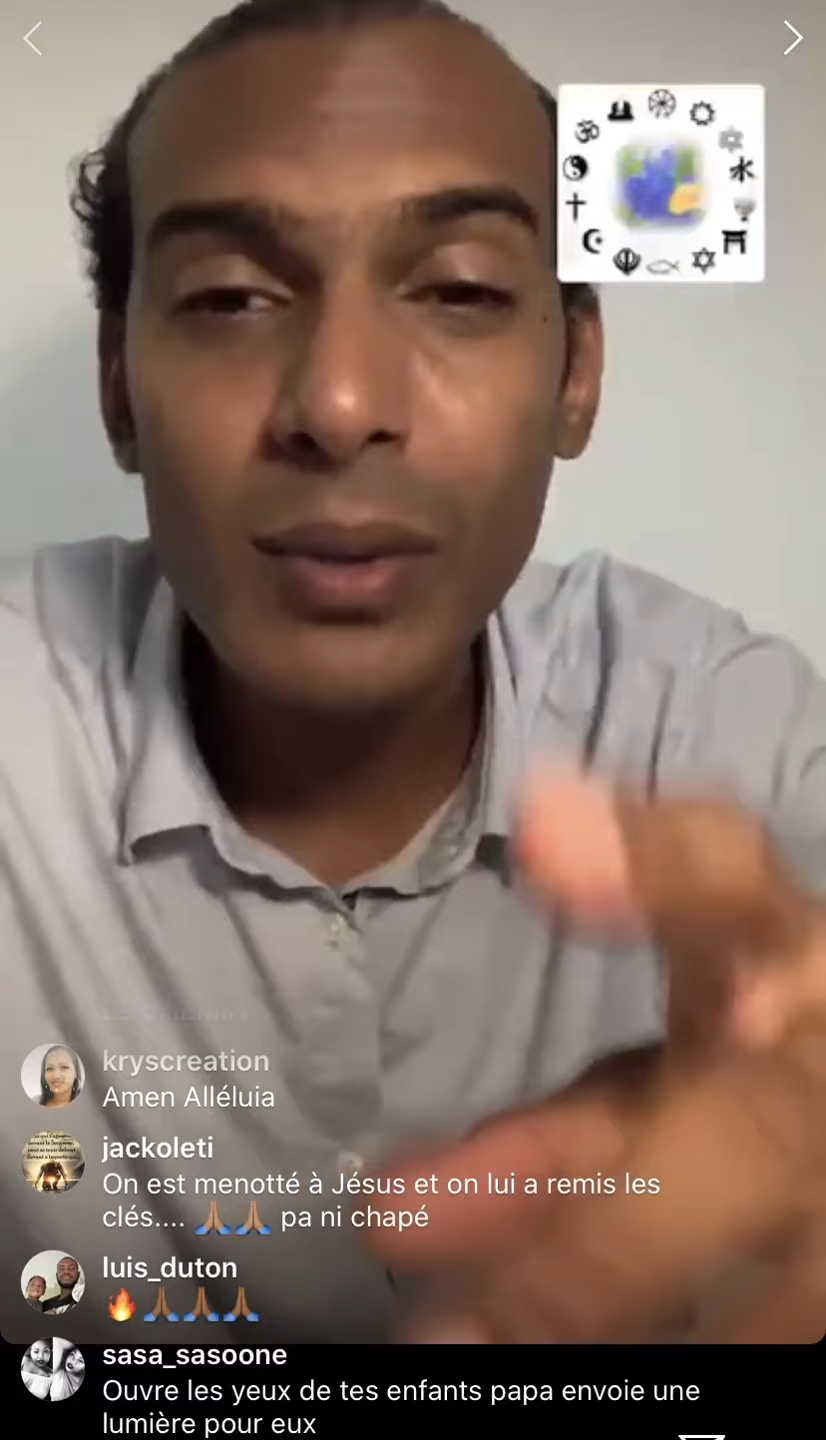 kryscreation
Amen Alléluia
jackoleti
On est menotté à Jésus et on lui a remis les
clés.... 🙏🏽🙏🏽 pa ni chapé
luis_duton
🔥🙏🏾🙏🏾🙏🏾
sasa_sasoone
Ouvre les yeux de tes enfants papa envoie une
lumière pour eux